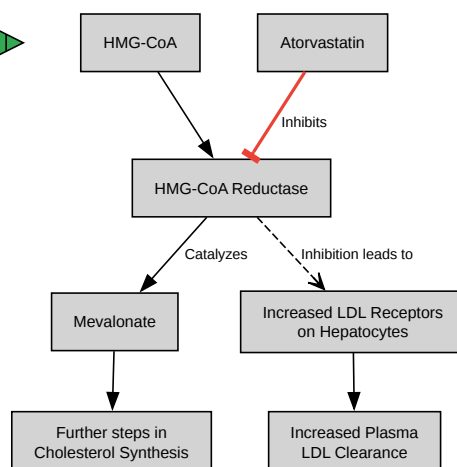 HMG-CoA
Atorvastatin
Inhibits
HMG-CoA Reductase
Catalyzes
Inhibition leads to
Mevalonate
Increased LDL Receptors
on Hepatocytes
Further steps in
Cholesterol Synthesis
Increased Plasma
LDL Clearance